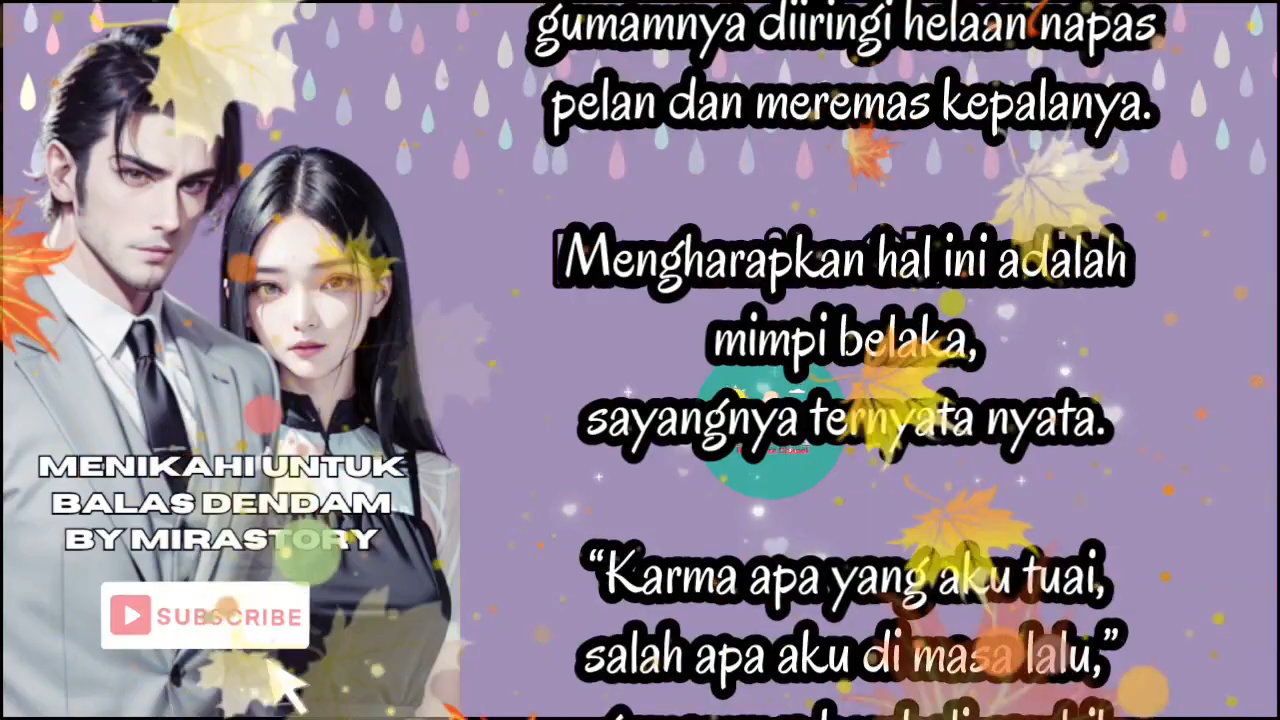 gumamnya diiringi helaan napas
pelan dan meremas kepalanya.
Mengharapkan hal ini adalah
mimpi belaka,
sayangnya ternyata nyata.
“Karma apa yang aku tuai,
salah apa aku di masa lalu,”
MENIKAHI UNTUK
BALAS DENDAM
BY MIRASTORY
SUBSCRIBE